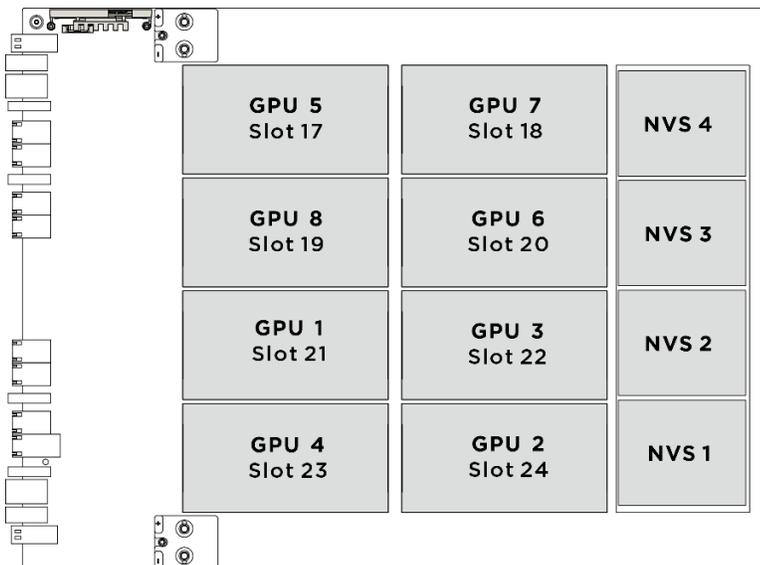 GPU 5
Slot 17
GPU 7
Slot 18
NVS 4
GPU 8
Slot 19
GPU 6
Slot 20
NVS 3
GPU 1
Slot 21
GPU 3
Slot 22
NVS 2
GPU 4
Slot 23
GPU 2
Slot 24
NVS 1